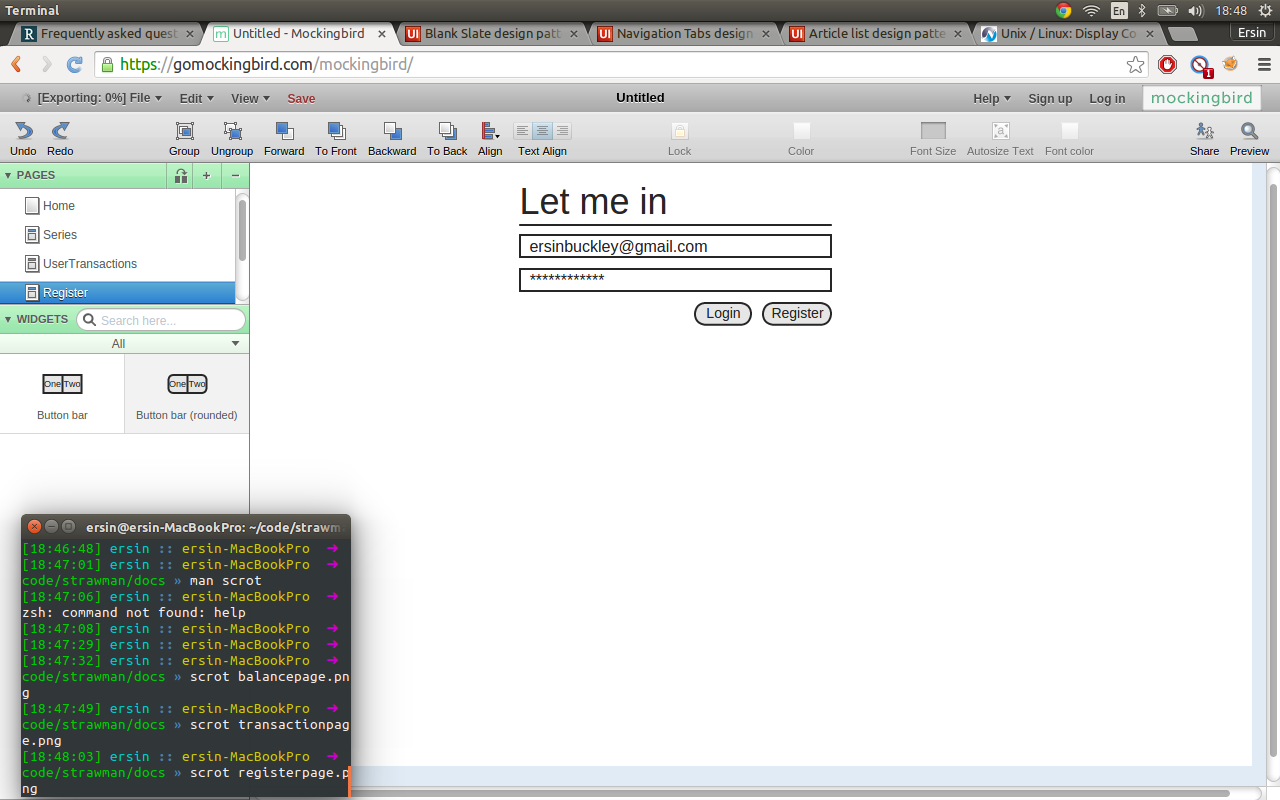 Terminal
En
18:48
Frequently asked quest
Untitled - Mockingbird
Blank Slate design patt
Navigation Tabs design
Article list design patte
Unix / Linux: Display Co
Ersin
https://gomockingbird.com/mockingbird/
1
[Exporting: 0%] File
Edit
View
Save
Untitled
Help
Sign up
Log in
mockingbird
Undo
Redo
Group
Ungroup
Forward
To Front
Backward
To Back
Align
Text Align
Lock
Color
Font Size
Autosize Text
Font color
Share
Preview
PAGES
Home
Series
UserTransactions
Register
WIDGETS
Search here...
All
One Two
One Two
Button bar
Button bar (rounded)
Let me in
ersinbuckley@gmail.com
************
Login
Register
ersin@ersin-MacBookPro: ~/code/strawm
[18:46:48] ersin :: ersin-MacBookPro ➜
[18:47:01] ersin :: ersin-MacBookPro ➜
code/strawman/docs » man scrot
[18:47:06] ersin :: ersin-MacBookPro ➜
zsh: command not found: help
[18:47:08] ersin :: ersin-MacBookPro ➜
[18:47:29] ersin :: ersin-MacBookPro ➜
[18:47:32] ersin :: ersin-MacBookPro ➜
code/strawman/docs » scrot balancepage.pn
g
[18:47:49] ersin :: ersin-MacBookPro ➜
code/strawman/docs » scrot transactionpag
e.png
[18:48:03] ersin :: ersin-MacBookPro ➜
code/strawman/docs » scrot registerpage.p
ng